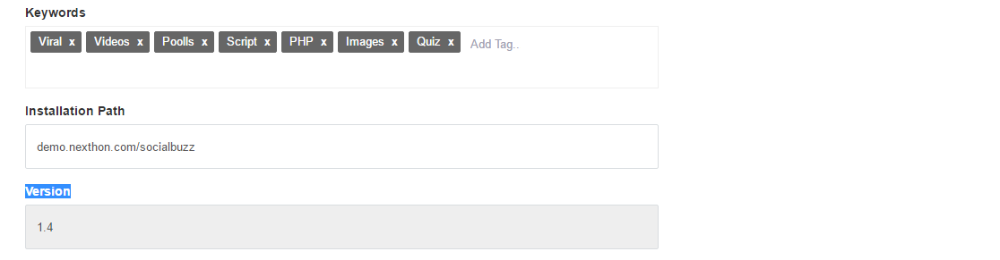 Keywords
Viral x Videos x Poolls x Script x PHP x Images x Quiz x Add Tag..
Installation Path
demo.nexthon.com/socialbuzz
Version
1.4